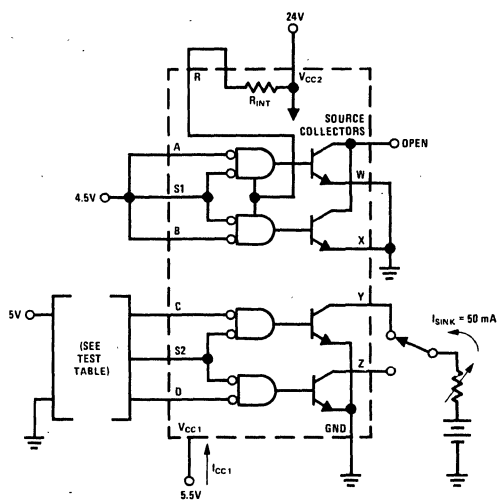 24V
R
VCC2
RINT
SOURCE
COLLECTORS
OPEN
A
W
4.5V
S1
B
X
C
Y
ISINK = 50 mA
5V
(SEE
TEST
TABLE)
S2
Z
D
VCC1
GND
ICC1
5.5V